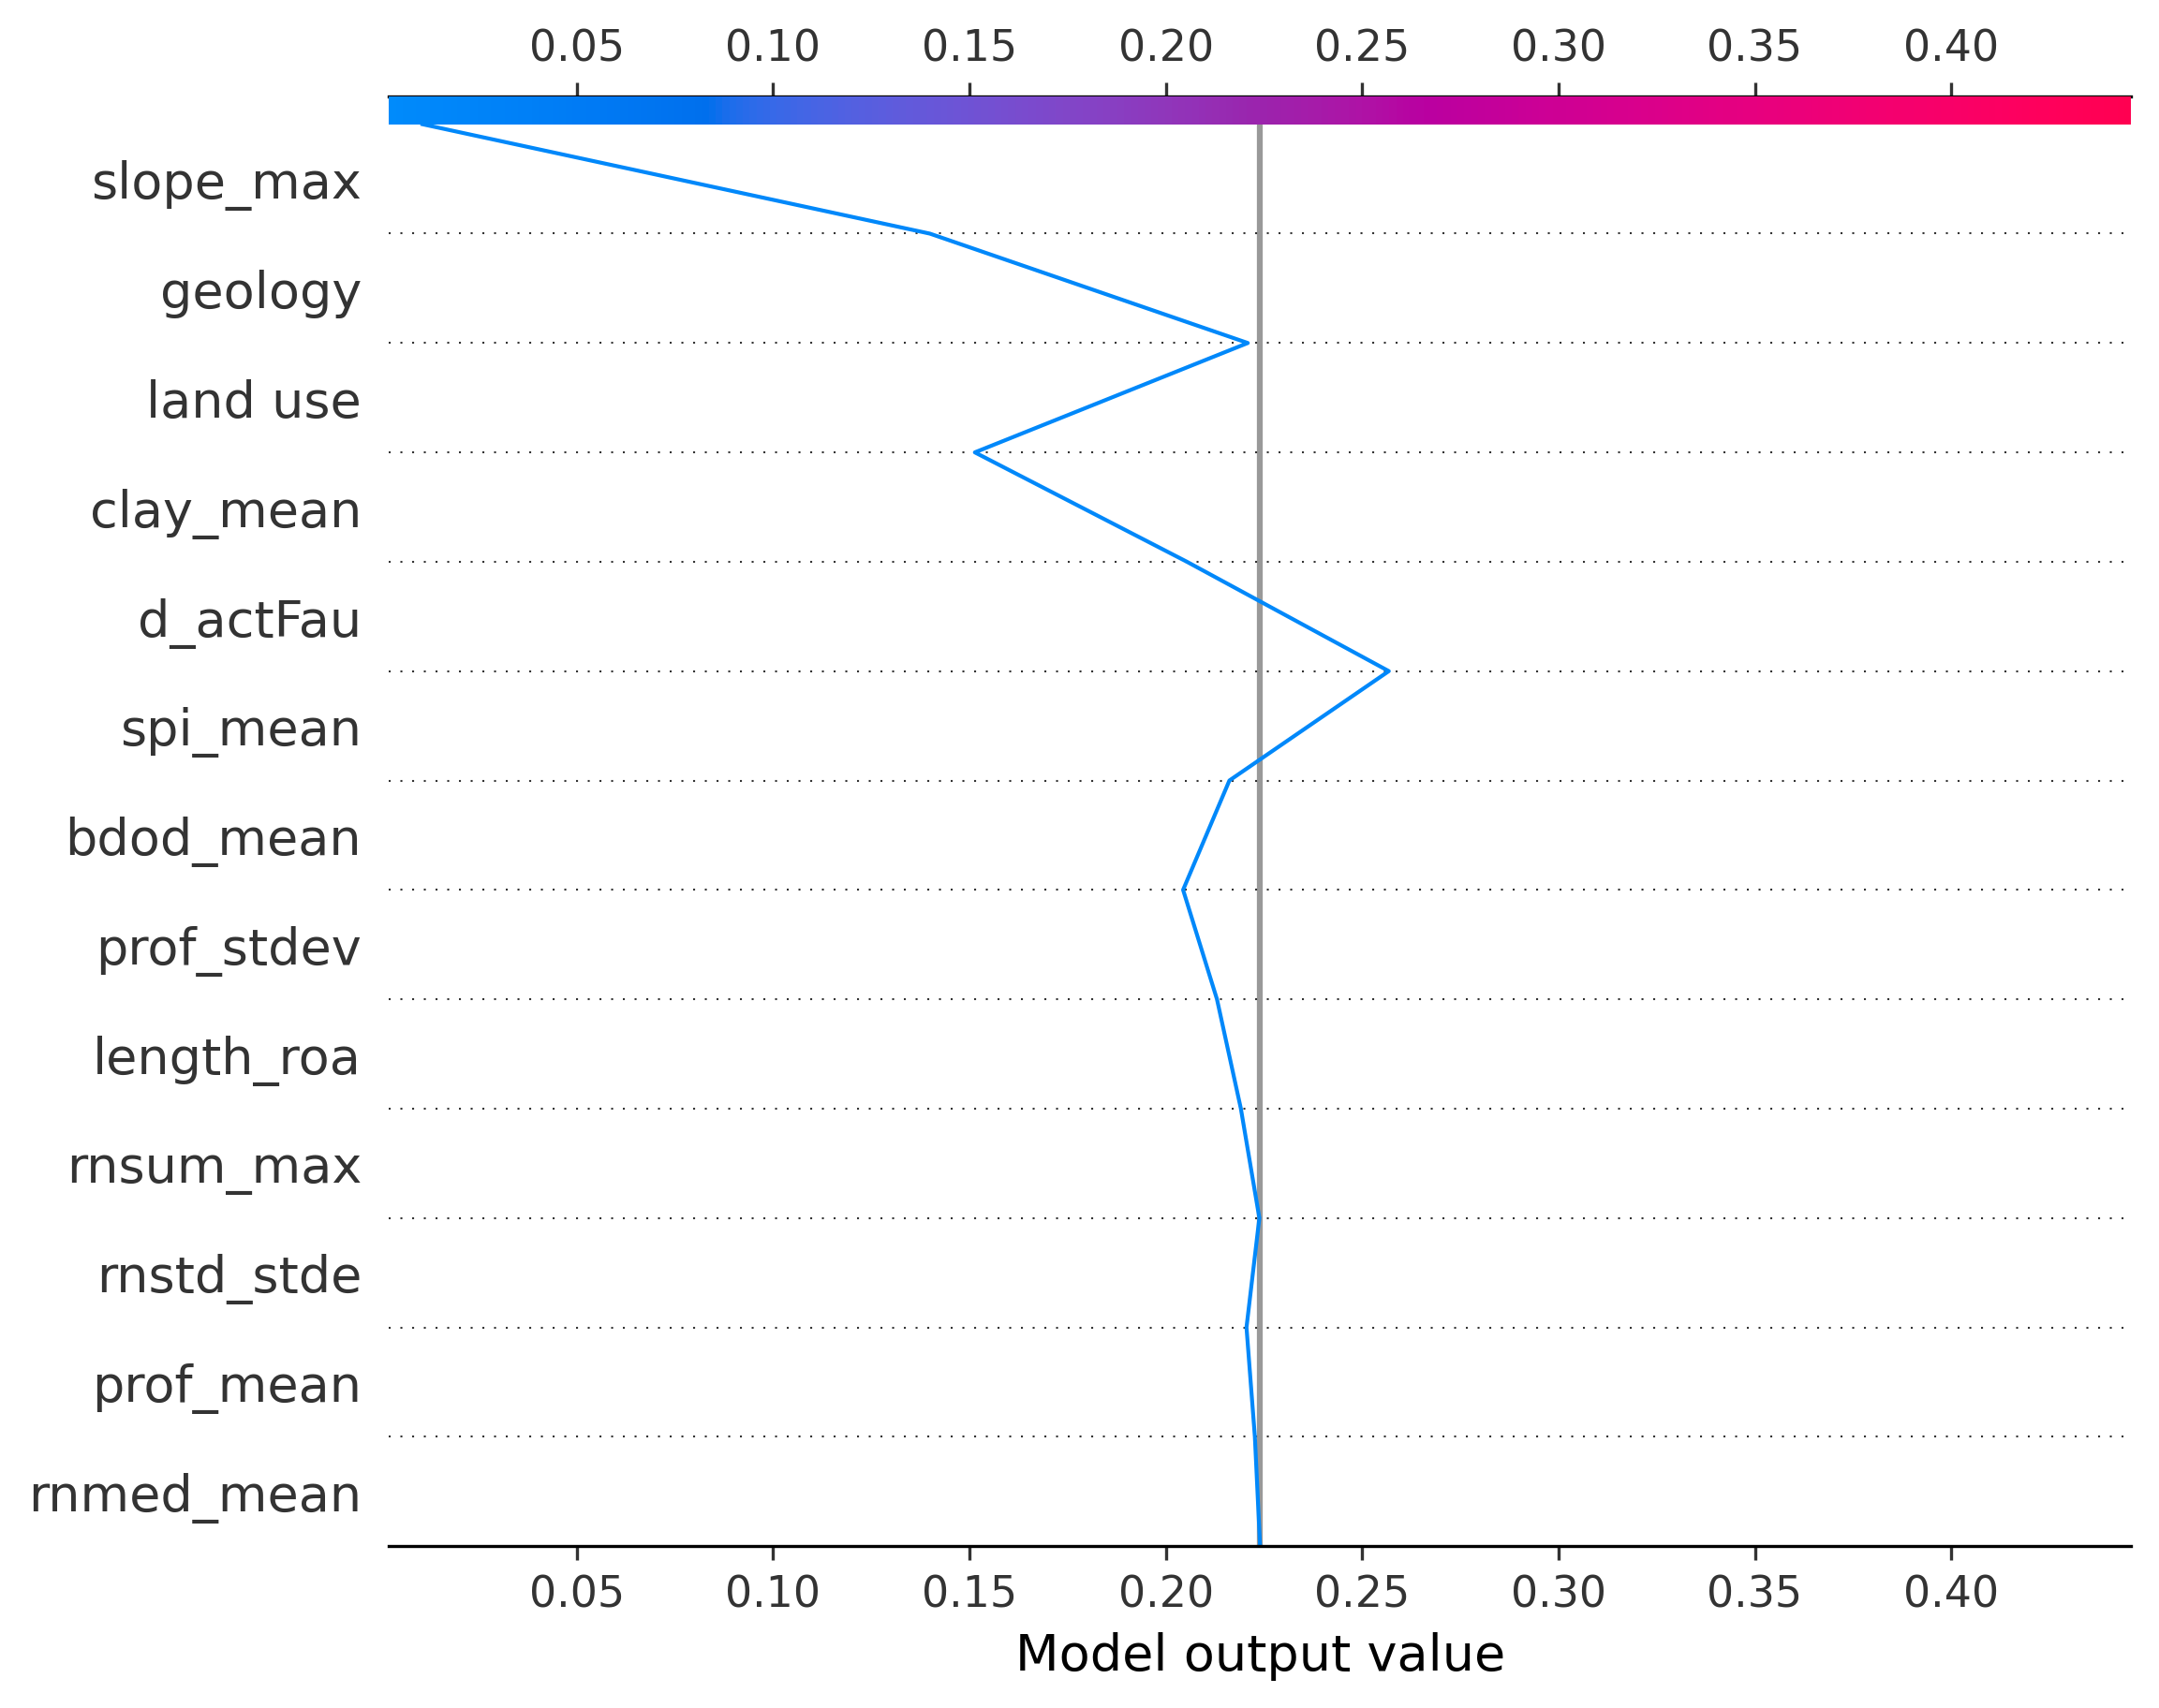 0.05 0.10 0.15 0.20 0.25 0.30 0.35 0.40
slope_max
geology
land use
clay_mean
d_actFau
spi_mean
bdod_mean
prof_stdev
length_roa
rnsum_max
rnstd_stde
prof_mean
rnmed_mean
0.05 0.10 0.15 0.20 0.25 0.30 0.35 0.40
Model output value